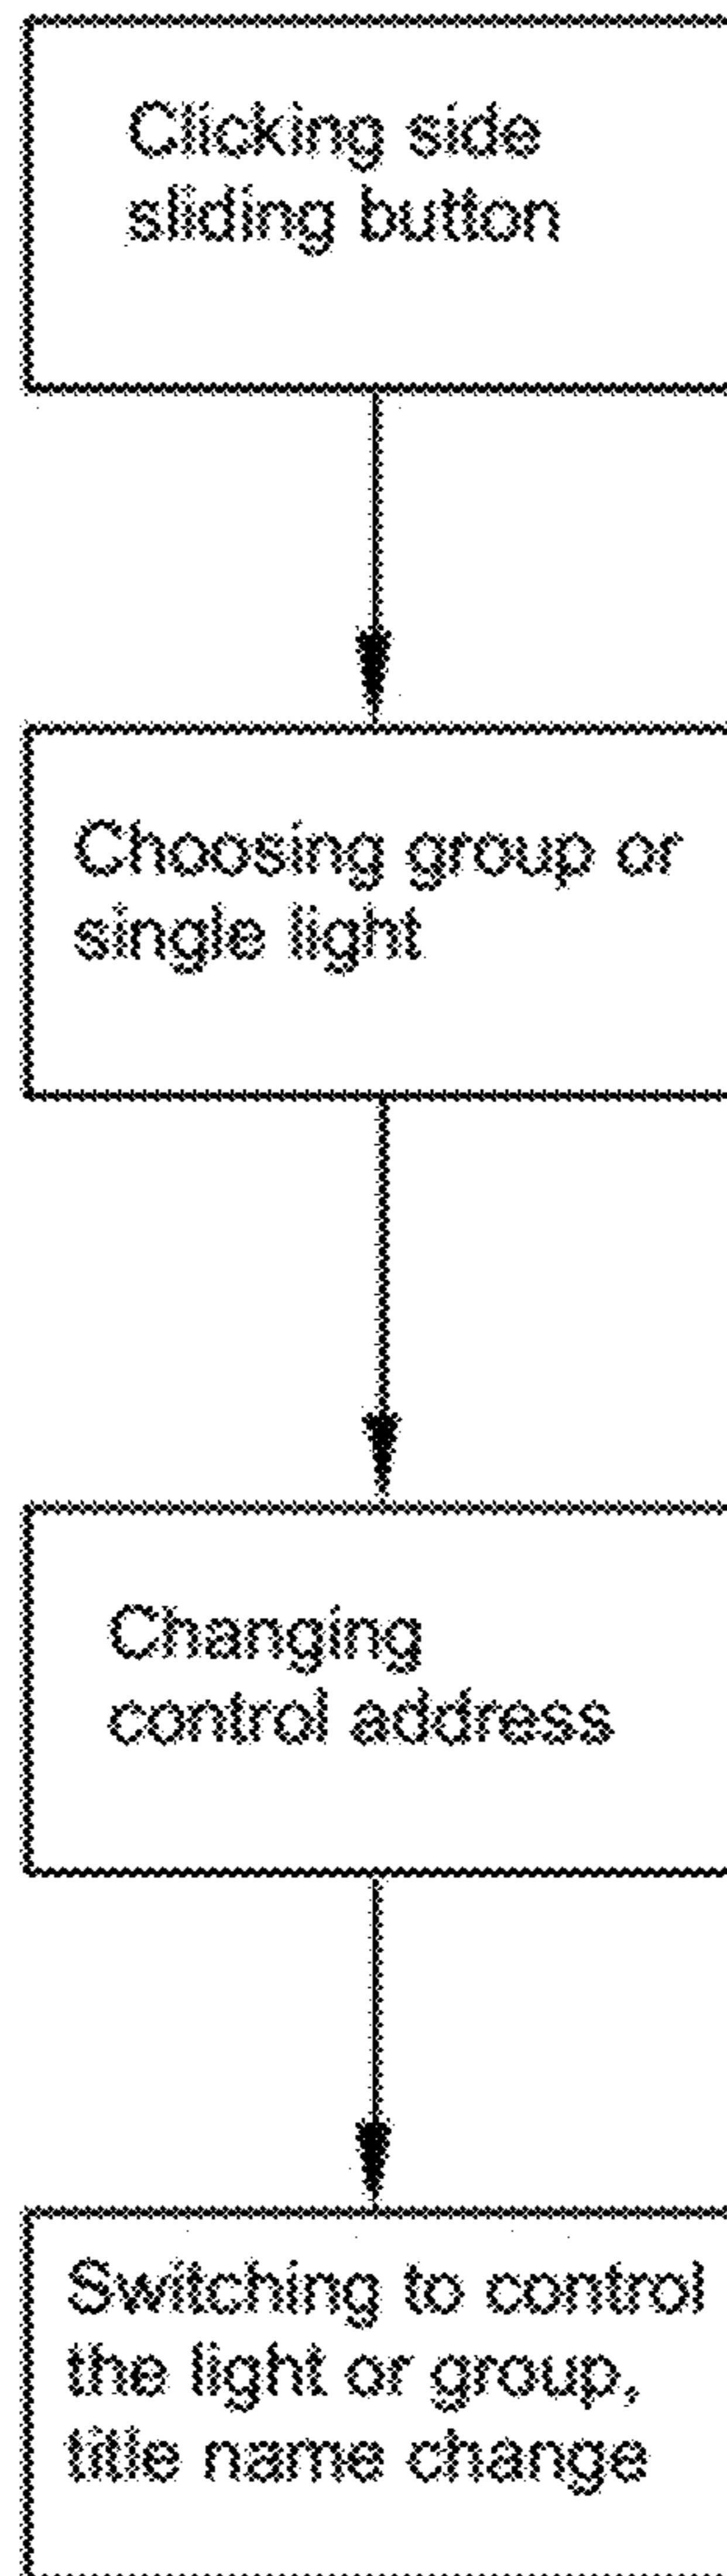 Clicking side
sliding button
Choosing group or
single light
Changing
control address
Switching to control
the light or group,
title name change